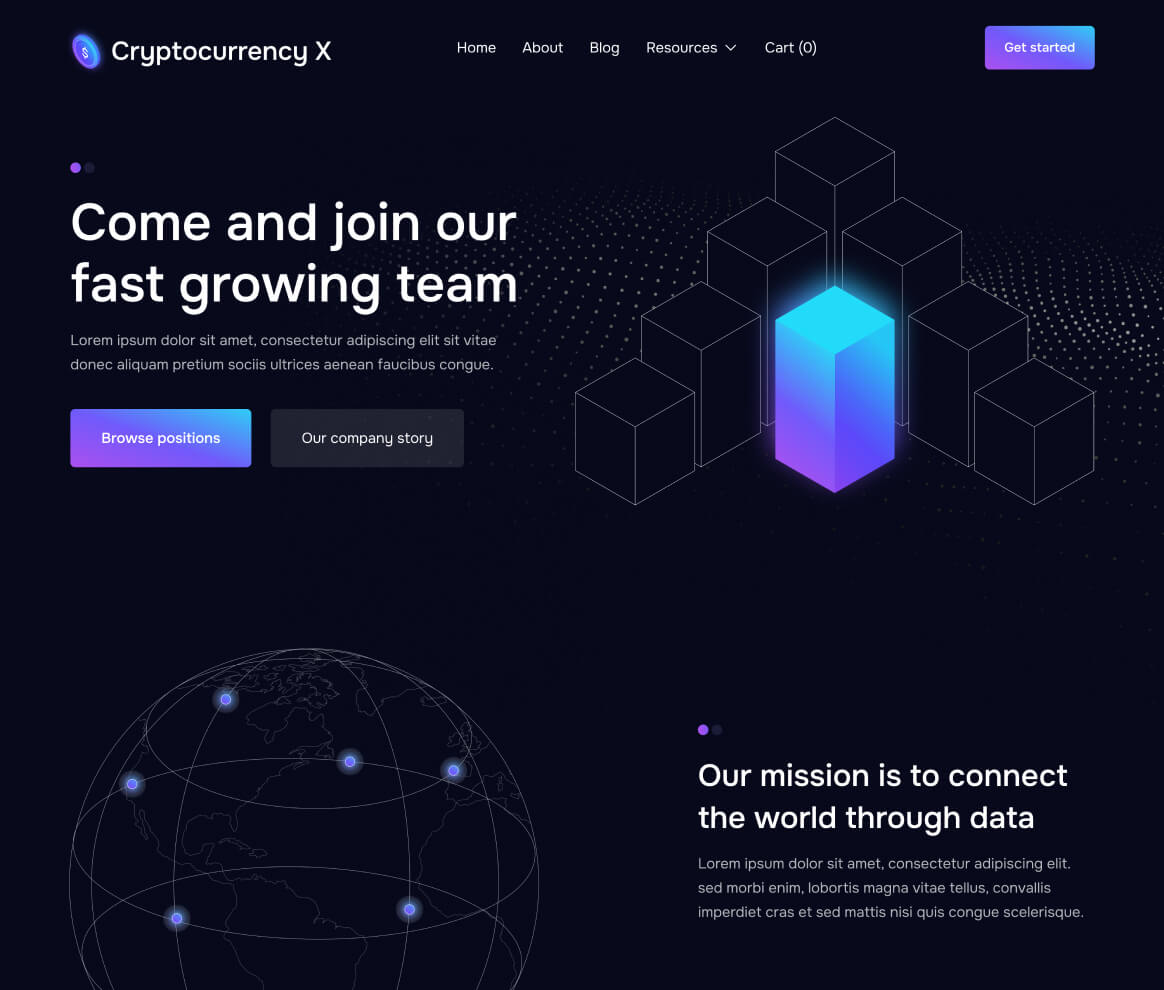 Cryptocurrency X
Home About Blog Resources Cart (0)
Get started
Come and join our
fast growing team
Lorem ipsum dolor sit amet, consectetur adipiscing elit sit vitae
donec aliquam pretium sociis ultrices aenean faucibus congue.
Browse positions
Our company story
Our mission is to connect
the world through data
Lorem ipsum dolor sit amet, consectetur adipiscing elit.
sed morbi enim, lobortis magna vitae tellus, convallis
imperdiet cras et sed mattis nisi quis congue scelerisque.